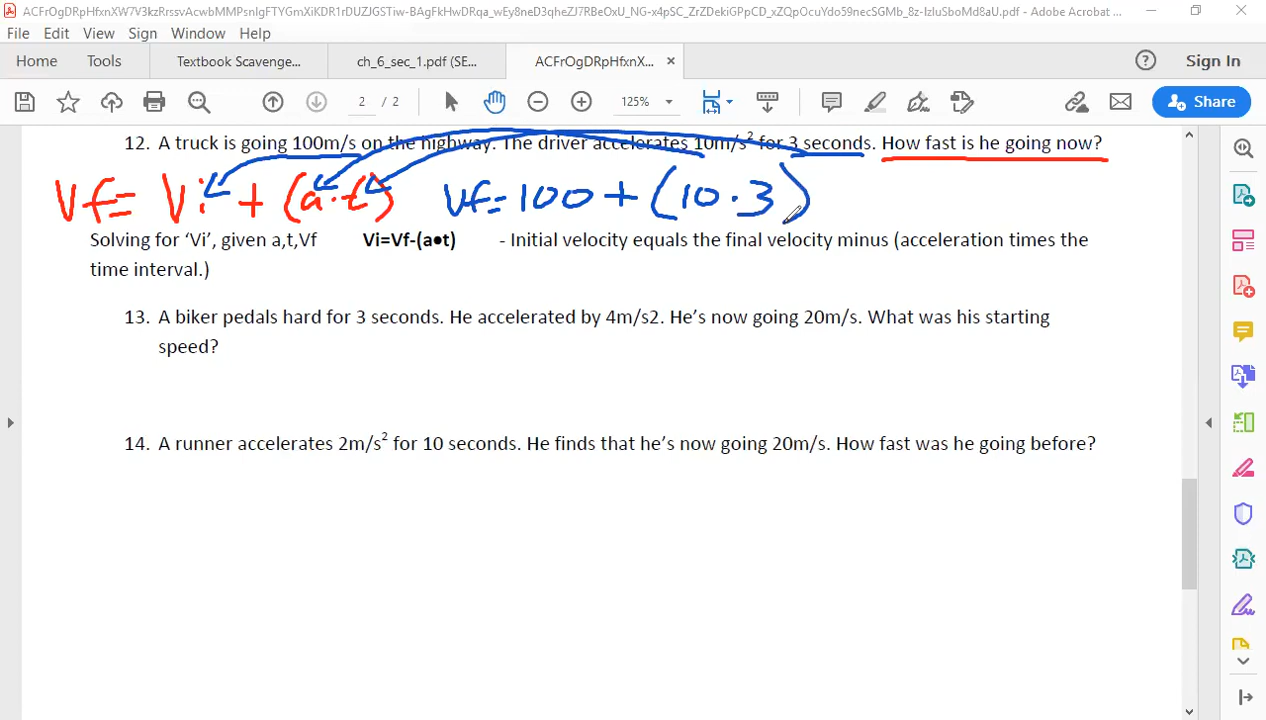 ACFrOgDRpHfxnXW7V3kzRrssvAcwbMMPsnIgFTYGmXiKDR1rDUZJGSTiw-BAgFkHwDRqa_wEy8neD3qheZJ7RBeOxU_NG-x4pSC_ZrZDekiGPpCD_xZQpOcuYdo59necSGMb_8z-IzluSboMd8aU.pdf - Adobe Acrobat ...
File Edit View Sign Window Help
Home Tools Textbook Scavenge... ch_6_sec_1.pdf (SE... ACFrOgDRpHfxnX... × Sign In
2 / 2 125% Share
12. A truck is going 100m/s on the highway. The driver accelerates 10m/s² for 3 seconds. How fast is he going now?
Vf= Vi + (a·t) Vf=100+(10·3)
Solving for ‘Vi’, given a,t,Vf Vi=Vf-(a•t) - Initial velocity equals the final velocity minus (acceleration times the
time interval.)
13. A biker pedals hard for 3 seconds. He accelerated by 4m/s2. He’s now going 20m/s. What was his starting
speed?
14. A runner accelerates 2m/s² for 10 seconds. He finds that he’s now going 20m/s. How fast was he going before?